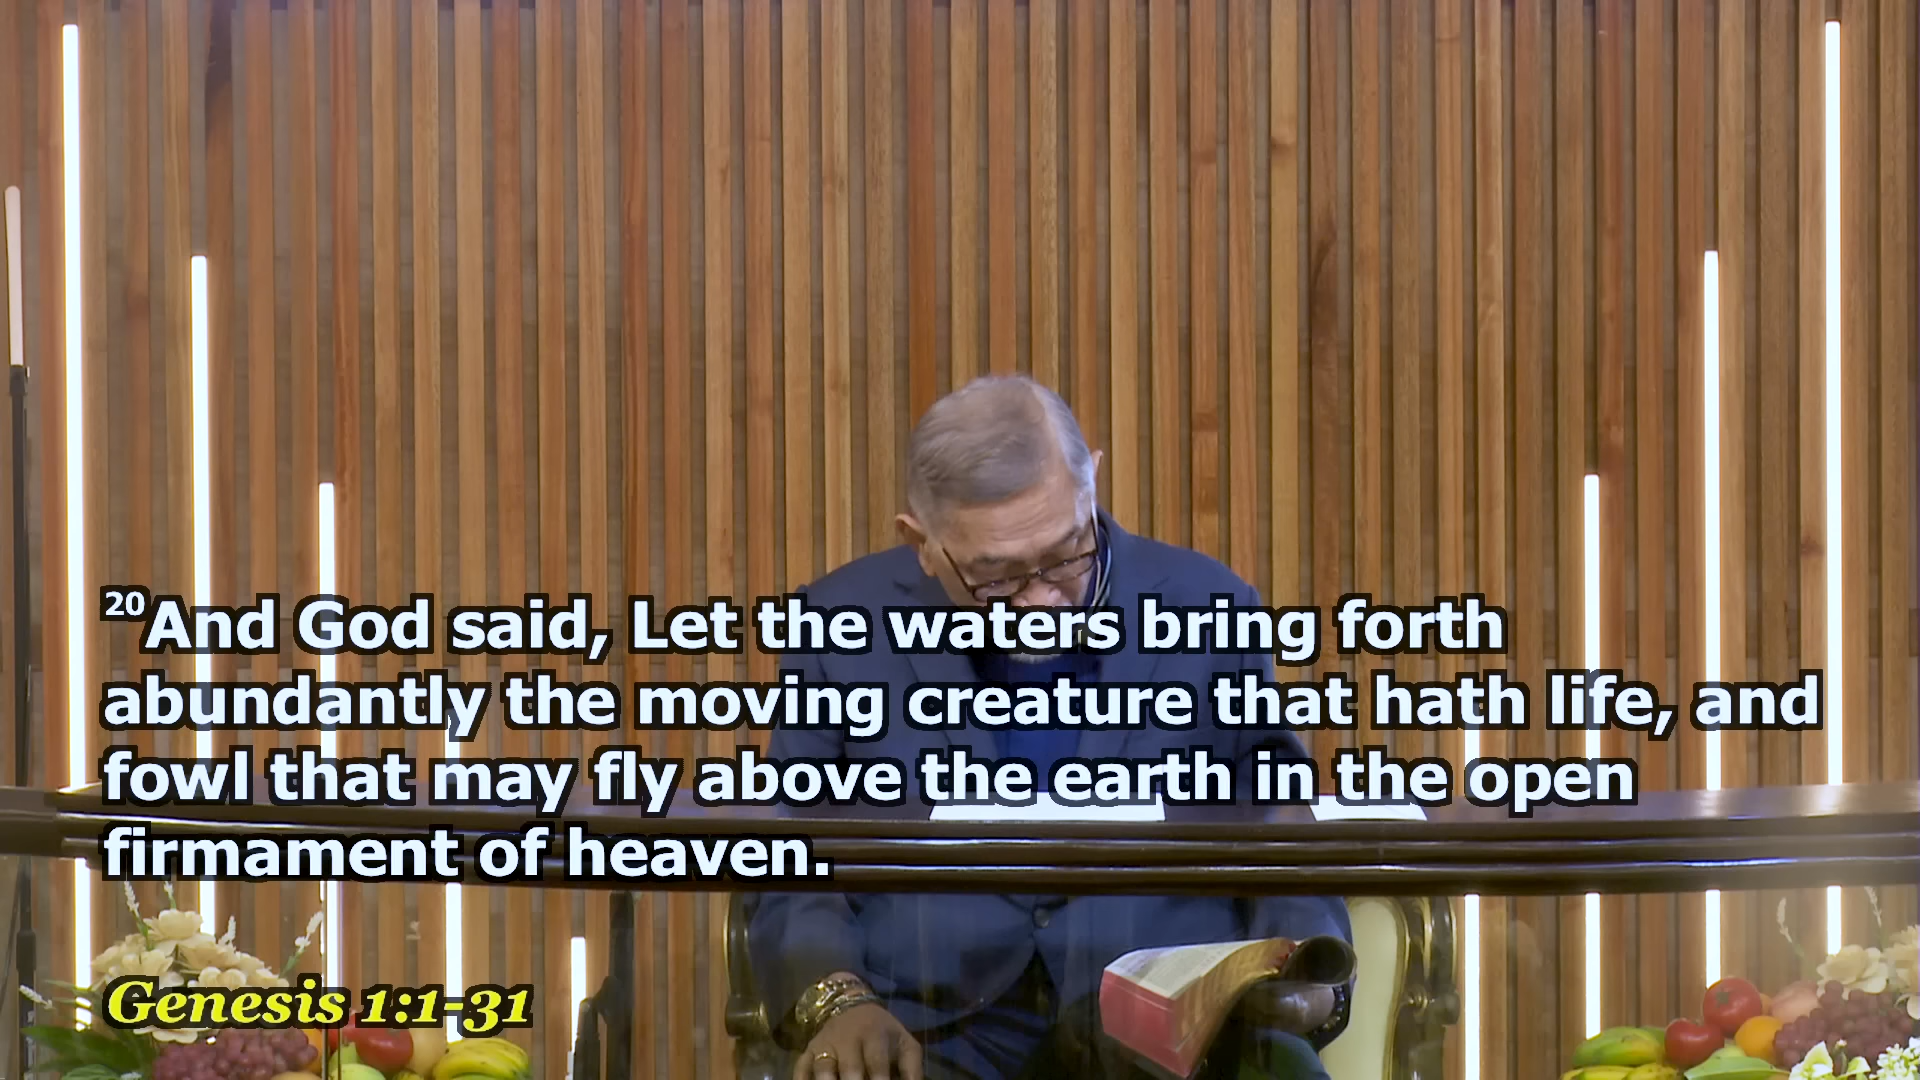 20And God said, Let the waters bring forth
abundantly the moving creature that hath life, and
fowl that may fly above the earth in the open
firmament of heaven.
Genesis 1:1-31